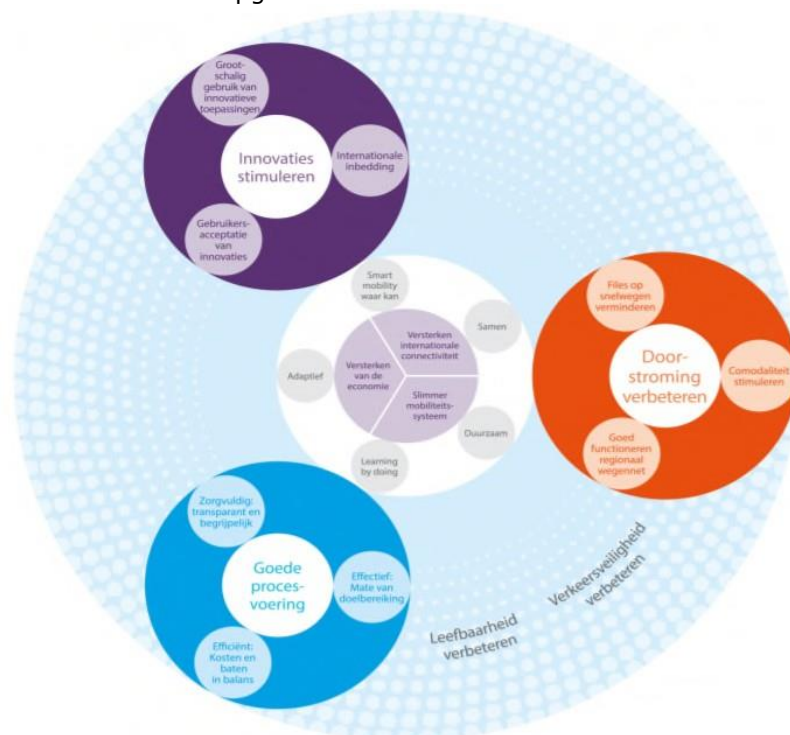 Groot-
schalig
gebruik van
innovatieve
toepassingen
Innovaties
stimuleren
Internationale
inbedding
Gebruikers-
acceptatie
van
innovaties
Smart
mobility
waar kan
Samen
Adaptief
Duurzaam
Learning
by doing
Versterken
internationale
connectiviteit
Versterken
van de
economie
Slimmer
mobiliteits-
systeem
Files op
snelwegen
verminderen
Door-
stroming
verbeteren
Comodaliteit
stimuleren
Goed
functioneren
regionaal
wegennet
Zorgvuldig:
transparant en
begrijpelijk
Goede
proces-
voering
Effectief:
Mate van
doelbereiking
Efficiënt:
Kosten en
baten
in balans
Leefbaarheid
verbeteren
Verkeersveiligheid
verbeteren